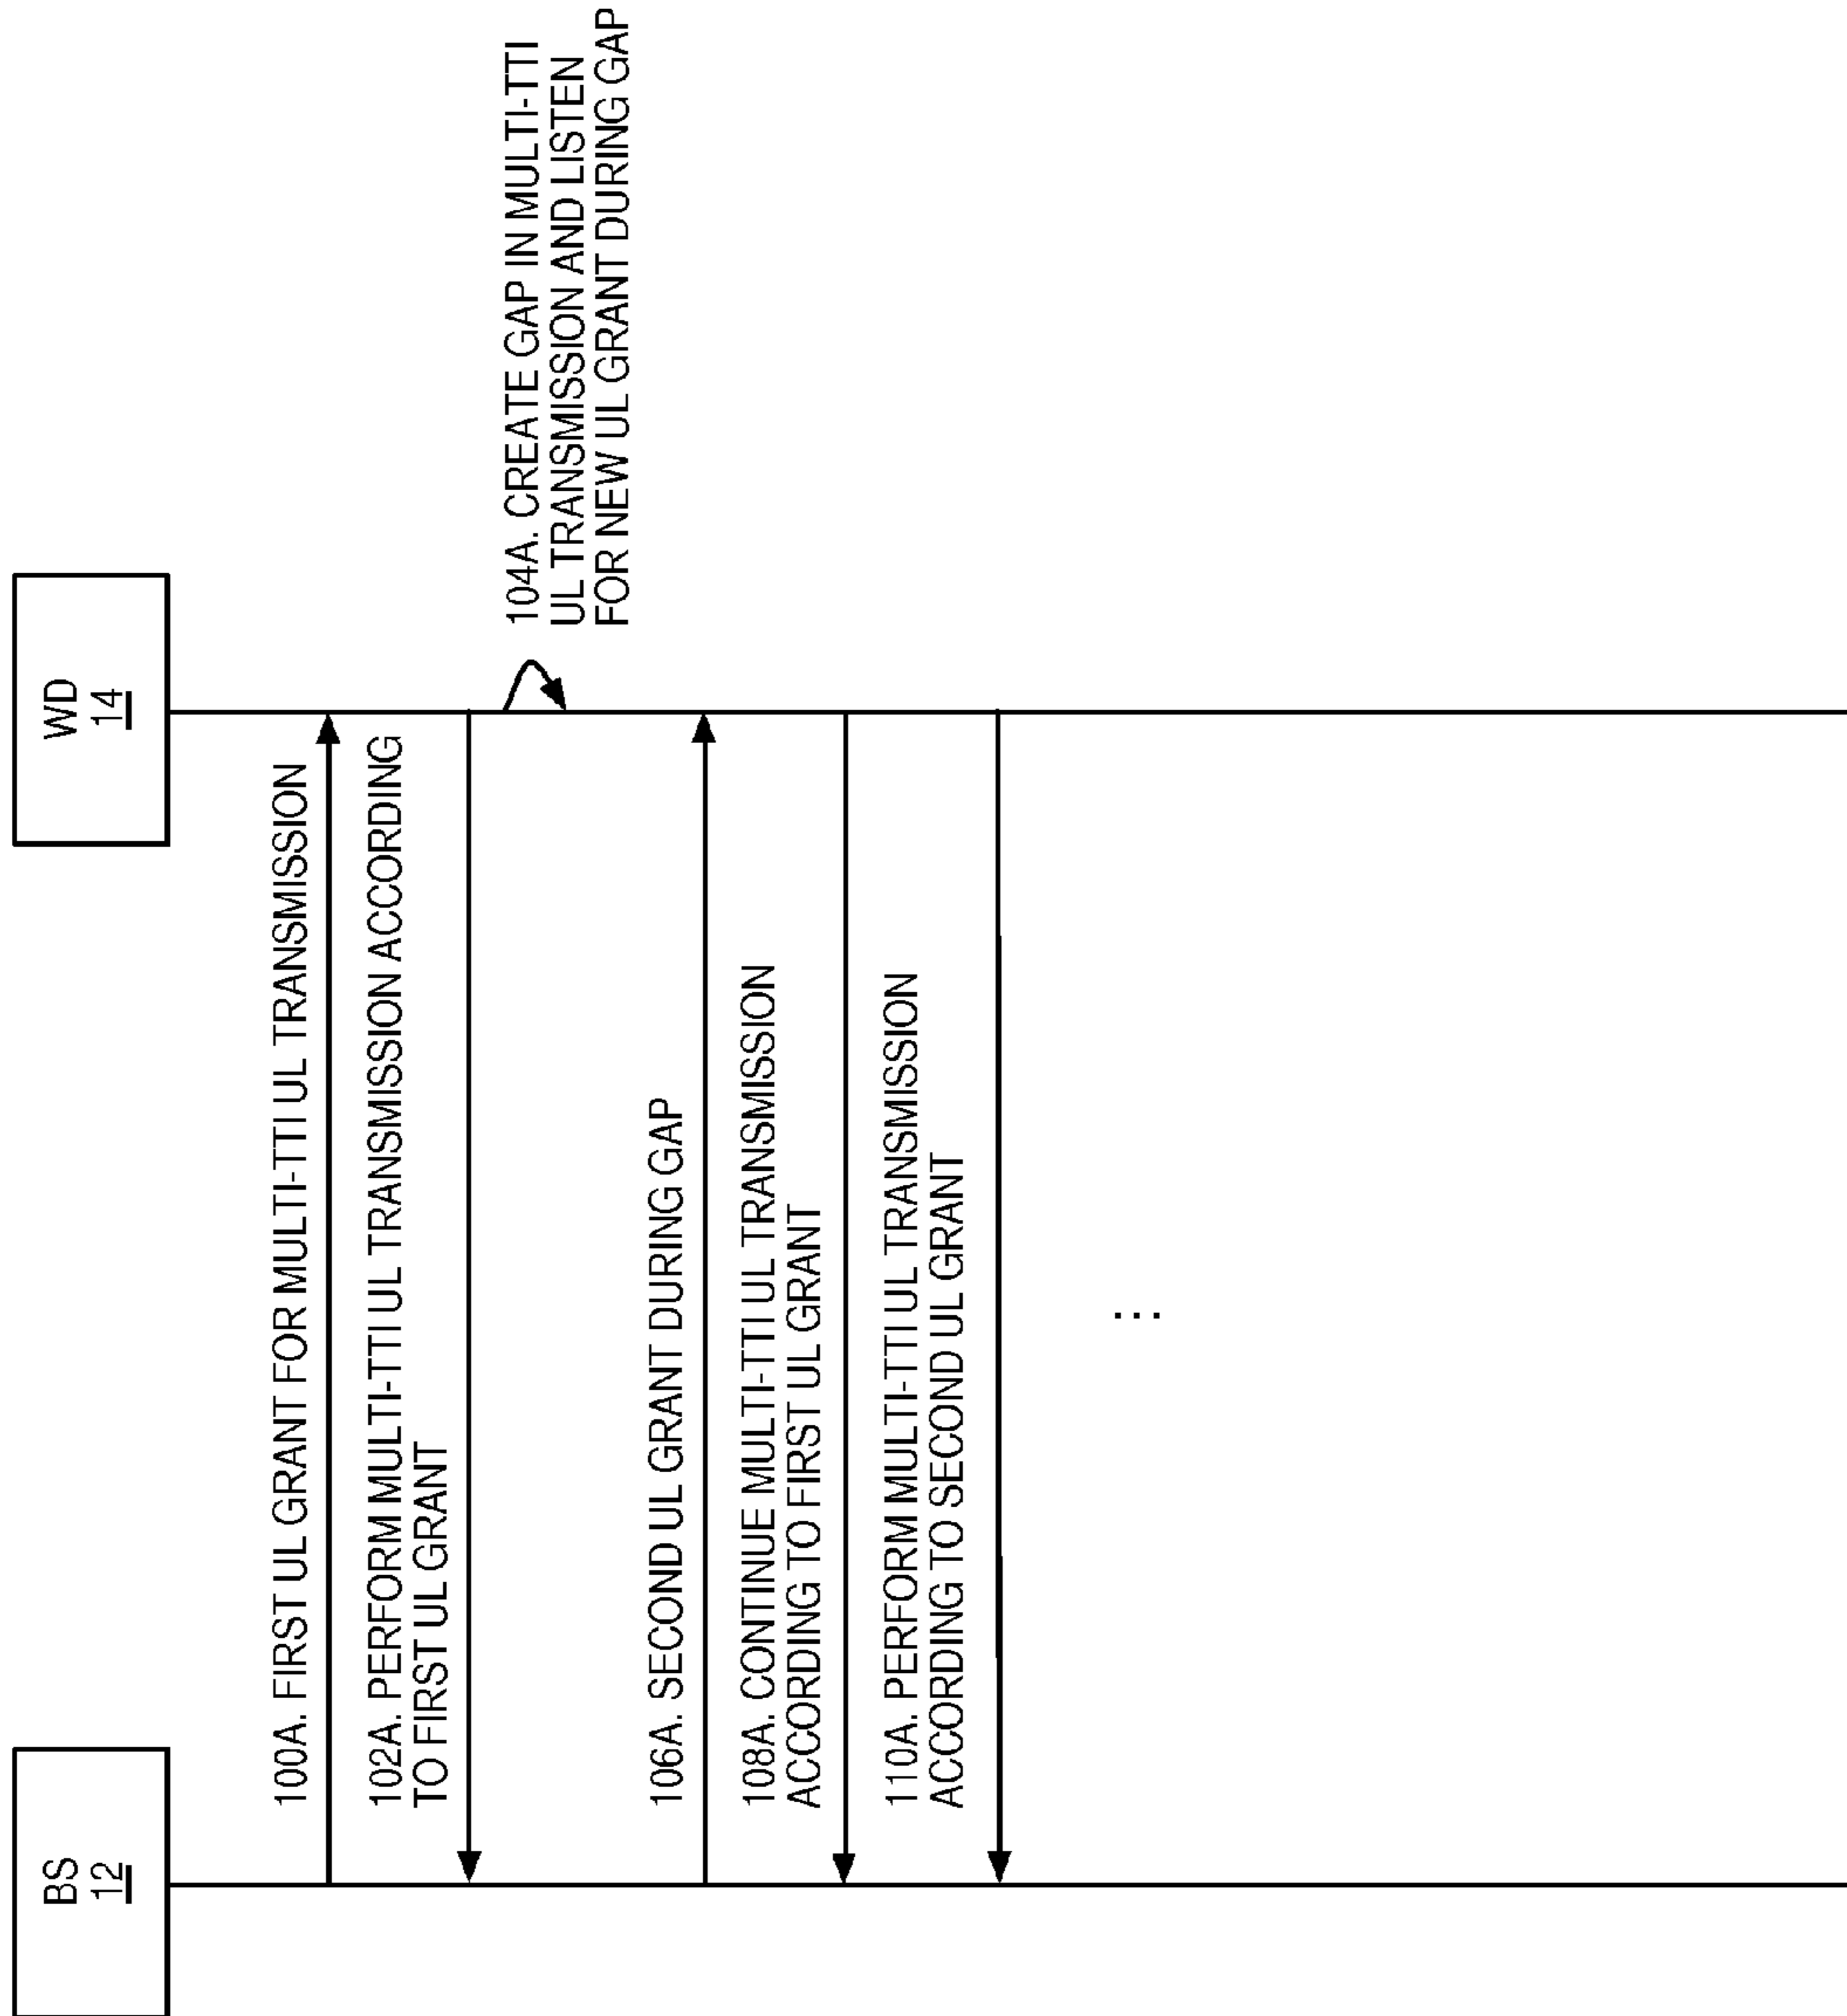 BS
12
WD
14
100A. FIRST UL GRANT FOR MULTI-TTI UL TRANSMISSION
102A. PERFORM MULTI-TTI UL TRANSMISSION ACCORDING
TO FIRST UL GRANT
104A. CREATE GAP IN MULTI-TTI
UL TRANSMISSION AND LISTEN
FOR NEW UL GRANT DURING GAP
106A. SECOND UL GRANT DURING GAP
108A. CONTINUE MULTI-TTI UL TRANSMISSION
ACCORDING TO FIRST UL GRANT
110A. PERFORM MULTI-TTI UL TRANSMISSION
ACCORDING TO SECOND UL GRANT
...